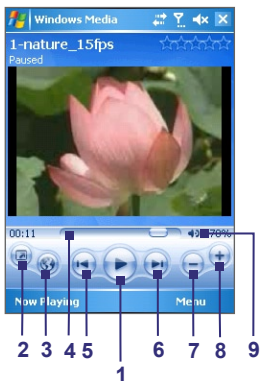 Windows Media
1-nature_15fps
Paused
00:11 70%
Now Playing Menu
2 3 4 5 1 6 7 8 9